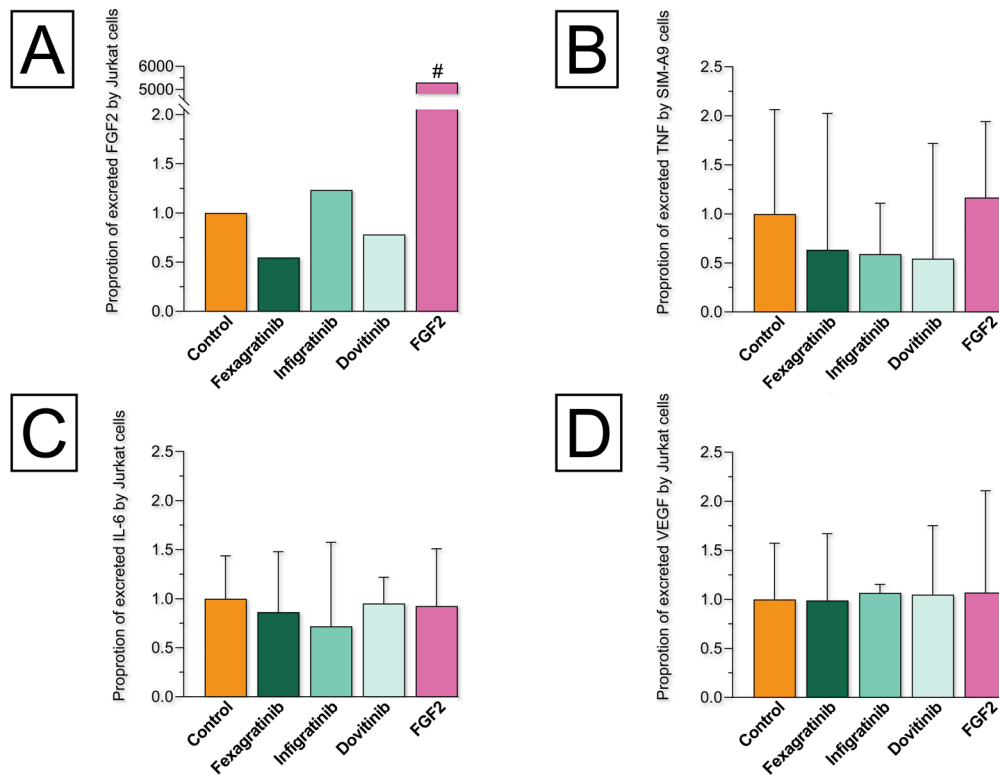 A
Proprotion of excreted FGF2 by Jurkat cells
6000
5000
2.0
1.5
1.0
0.5
0.0
#
Control
Fexagratinib
Infigratinib
Dovitinib
FGF2
B
Proprotion of excreted TNF by SIM-A9 cells
2.5
2.0
1.5
1.0
0.5
0.0
Control
Fexagratinib
Infigratinib
Dovitinib
FGF2
C
Proprotion of excreted IL-6 by Jurkat cells
2.5
2.0
1.5
1.0
0.5
0.0
Control
Fexagratinib
Infigratinib
Dovitinib
FGF2
D
Proprotion of excreted VEGF by Jurkat cells
2.5
2.0
1.5
1.0
0.5
0.0
Control
Fexagratinib
Infigratinib
Dovitinib
FGF2